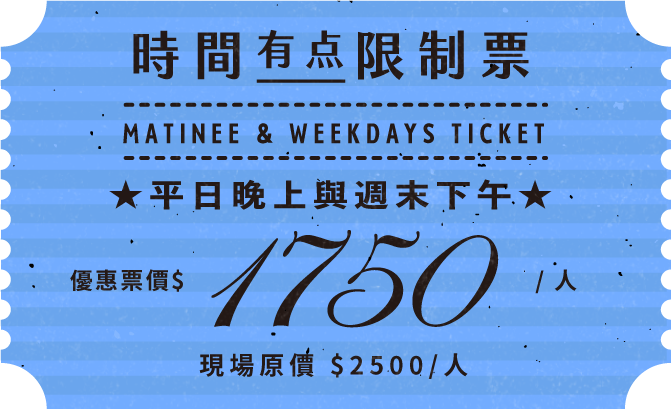 時間有点限制票
MATINEE & WEEKDAYS TICKET
★平日晚上與週末下午★
優惠票價$ 1750 /人
現場原價 $2500/人